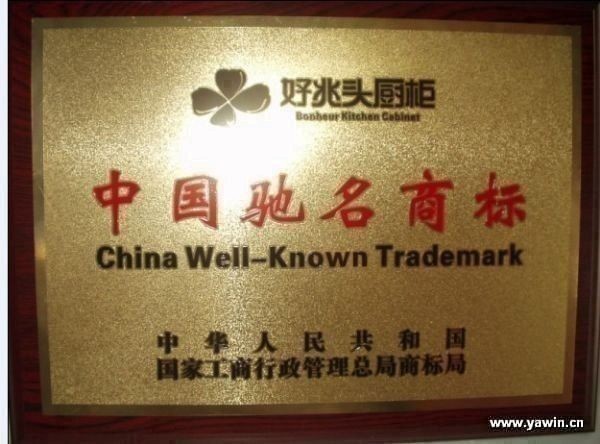 好兆头厨柜
Bonheur Kitchen Cabinet
中国驰名商标
China Well-Known Trademark
中华人民共和国
国家工商行政管理总局商标局
www.yawin.cn